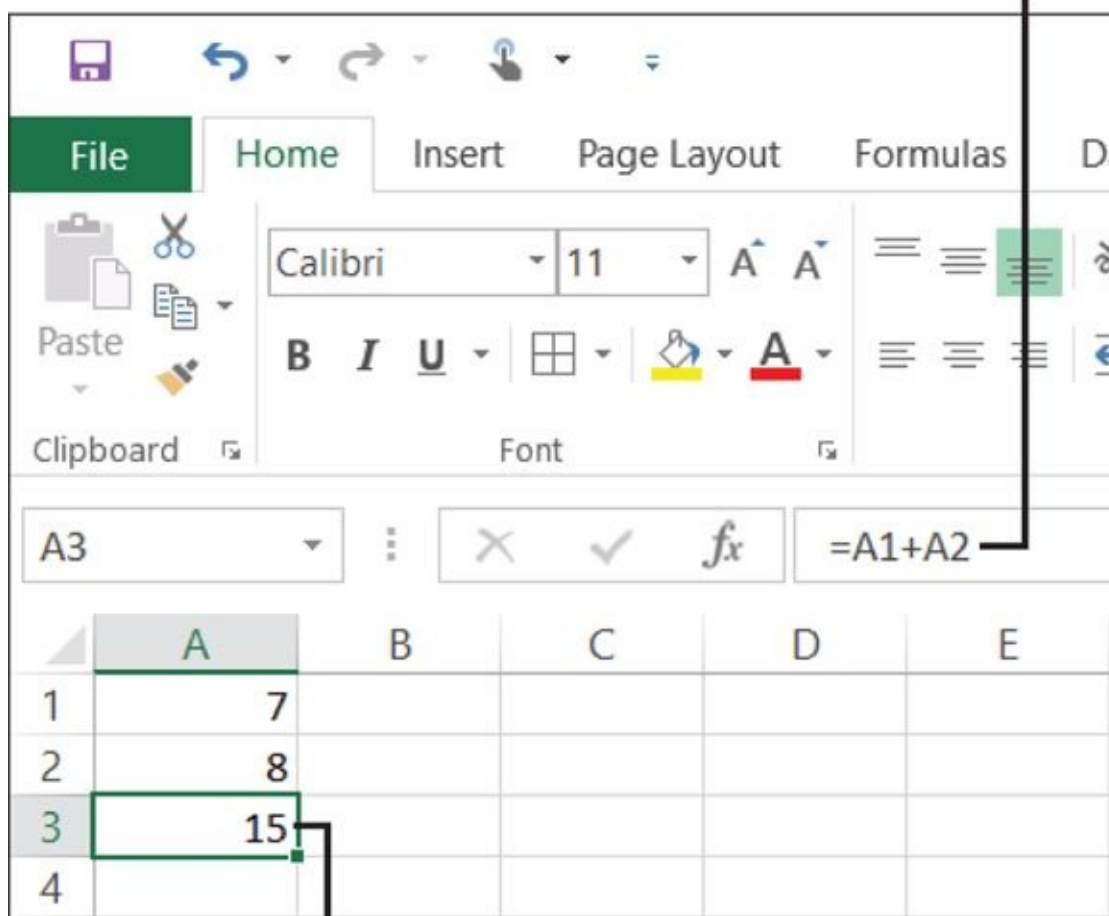 File Home Insert Page Layout Formulas
Calibri 11 A A
Paste B I U A
Clipboard Font
A3 fx =A1+A2
A B C D E
1 7
2 8
3 15
4